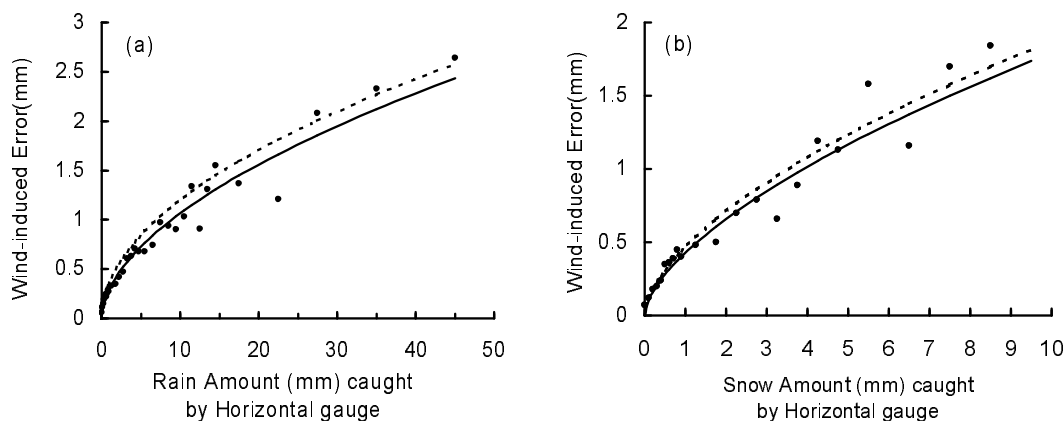 (a)
Wind-induced Error(mm)
3
2.5
2
1.5
1
0.5
0
0 10 20 30 40 50
Rain Amount (mm) caught
by Horizontal gauge
(b)
Wind-induced Error(mm)
2
1.5
1
0.5
0
0 1 2 3 4 5 6 7 8 9 10
Snow Amount (mm) caught
by Horizontal gauge